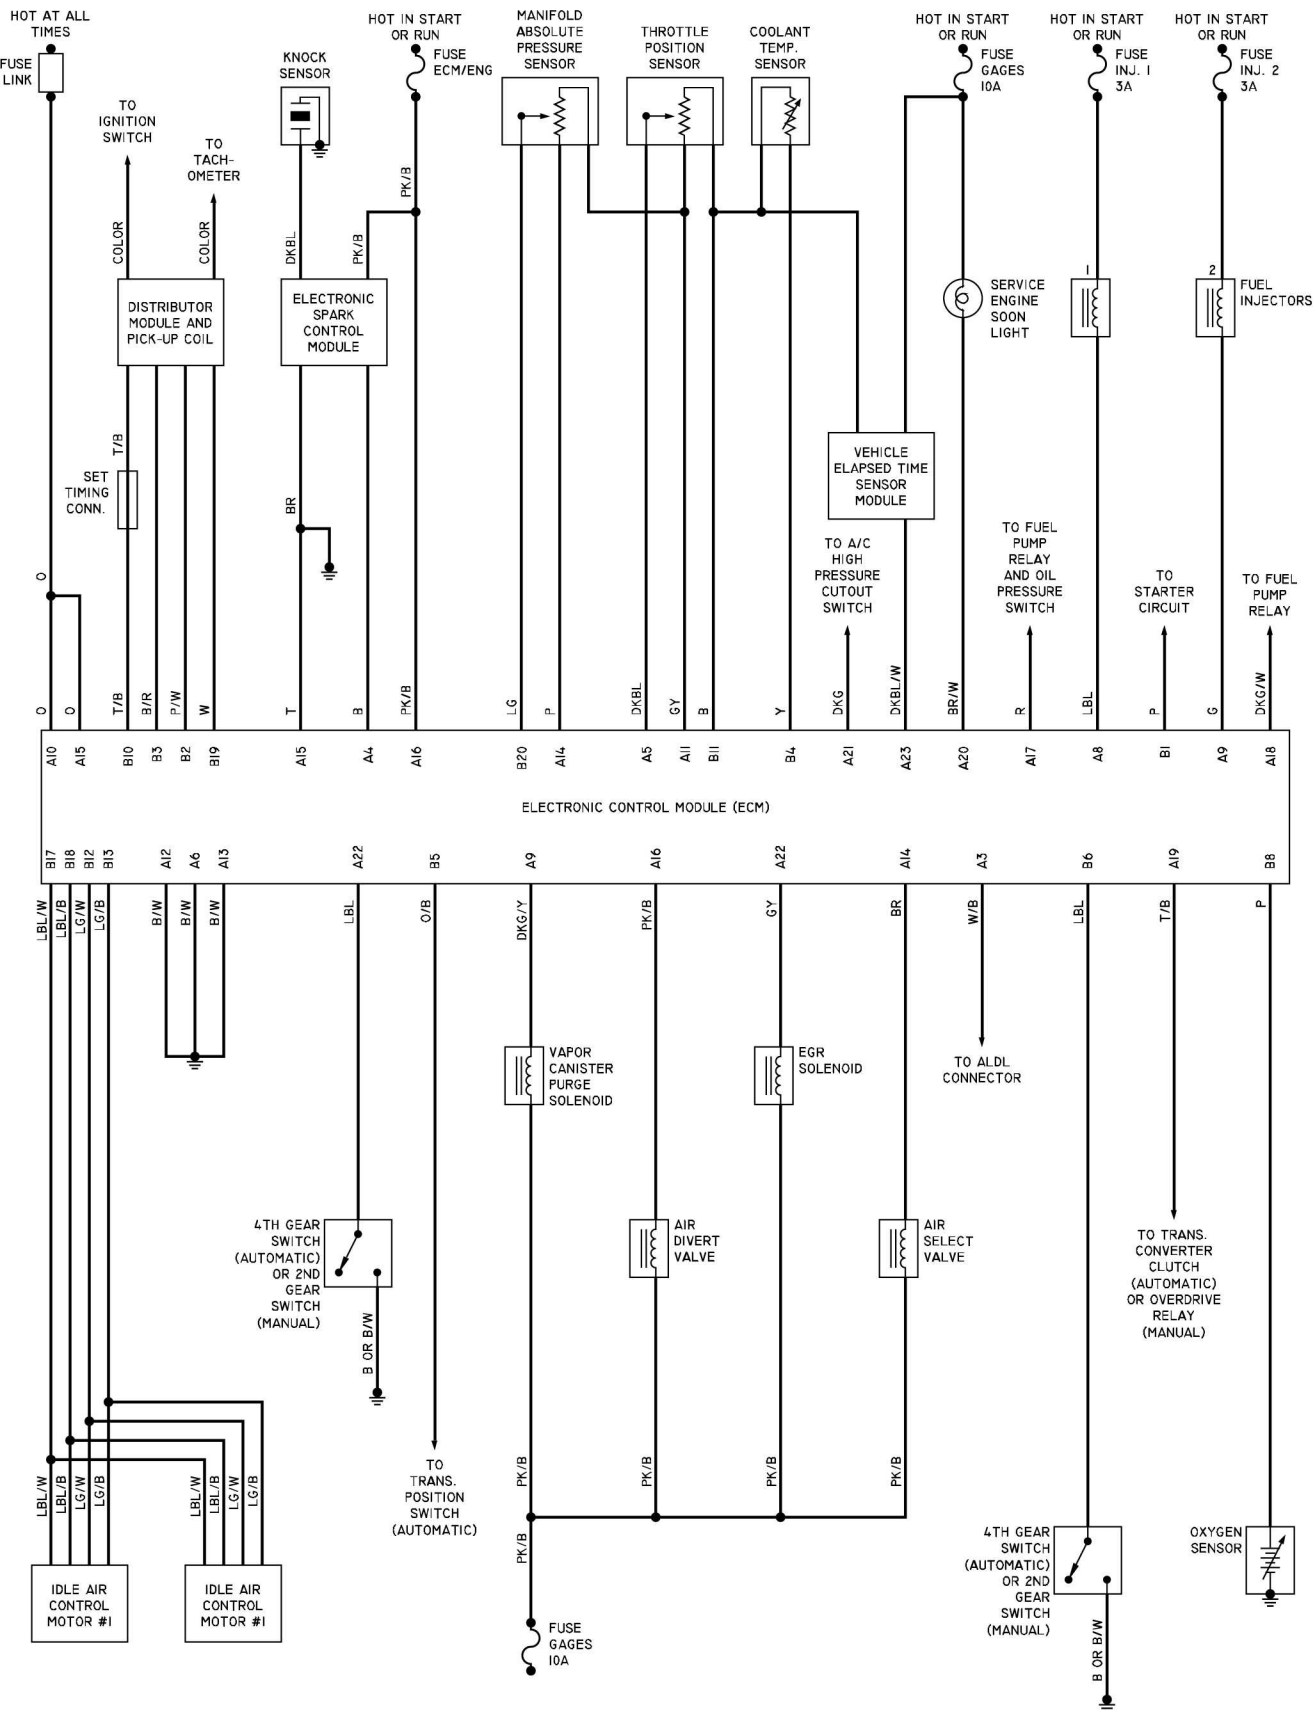 HOT AT ALL
TIMES
FUSE
LINK
TO
IGNITION
SWITCH
TO
TACH-
OMETER
KNOCK
SENSOR
HOT IN START
OR RUN
FUSE
ECM/ENG
MANIFOLD
ABSOLUTE
PRESSURE
SENSOR
THROTTLE
POSITION
SENSOR
COOLANT
TEMP.
SENSOR
HOT IN START
OR RUN
FUSE
GAGES
10A
HOT IN START
OR RUN
FUSE
INJ. 1
3A
HOT IN START
OR RUN
FUSE
INJ. 2
3A
COLOR
COLOR
DKBL
PK/B
PK/B
DISTRIBUTOR
MODULE AND
PICK-UP COIL
ELECTRONIC
SPARK
CONTROL
MODULE
SERVICE
ENGINE
SOON
LIGHT
1
2
FUEL
INJECTORS
T/B
SET
TIMING
CONN.
BR
VEHICLE
ELAPSED TIME
SENSOR
MODULE
TO A/C
HIGH
PRESSURE
CUTOUT
SWITCH
TO FUEL
PUMP
RELAY
AND OIL
PRESSURE
SWITCH
TO
STARTER
CIRCUIT
TO FUEL
PUMP
RELAY
O
O
O
T/B
B/R
P/W
W
T
B
PK/B
LG
P
DKBL
GY
B
Y
DKG
DKBL/W
BR/W
R
LBL
P
G
DKG/W
A10
A15
B10
B3
B2
B19
A15
A4
A16
B20
A14
A5
A11
B11
B4
A21
A23
A20
A17
A8
B1
A9
A18
ELECTRONIC CONTROL MODULE (ECM)
B17
B18
B12
B13
A12
A6
A13
A22
B5
A9
A16
A22
A14
A3
B6
A19
B8
LBL/W
LBL/B
LG/W
LG/B
B/W
B/W
B/W
LBL
O/B
DKG/Y
PK/B
GY
BR
W/B
LBL
T/B
P
VAPOR
CANISTER
PURGE
SOLENOID
EGR
SOLENOID
TO ALDL
CONNECTOR
4TH GEAR
SWITCH
(AUTOMATIC)
OR 2ND
GEAR
SWITCH
(MANUAL)
B OR B/W
AIR
DIVERT
VALVE
AIR
SELECT
VALVE
TO TRANS.
CONVERTER
CLUTCH
(AUTOMATIC)
OR OVERDRIVE
RELAY
(MANUAL)
LBL/W
LBL/B
LG/W
LG/B
LBL/W
LBL/B
LG/W
LG/B
TO
TRANS.
POSITION
SWITCH
(AUTOMATIC)
PK/B
PK/B
PK/B
PK/B
PK/B
IDLE AIR
CONTROL
MOTOR #1
IDLE AIR
CONTROL
MOTOR #1
FUSE
GAGES
10A
4TH GEAR
SWITCH
(AUTOMATIC)
OR 2ND
GEAR
SWITCH
(MANUAL)
B OR B/W
OXYGEN
SENSOR